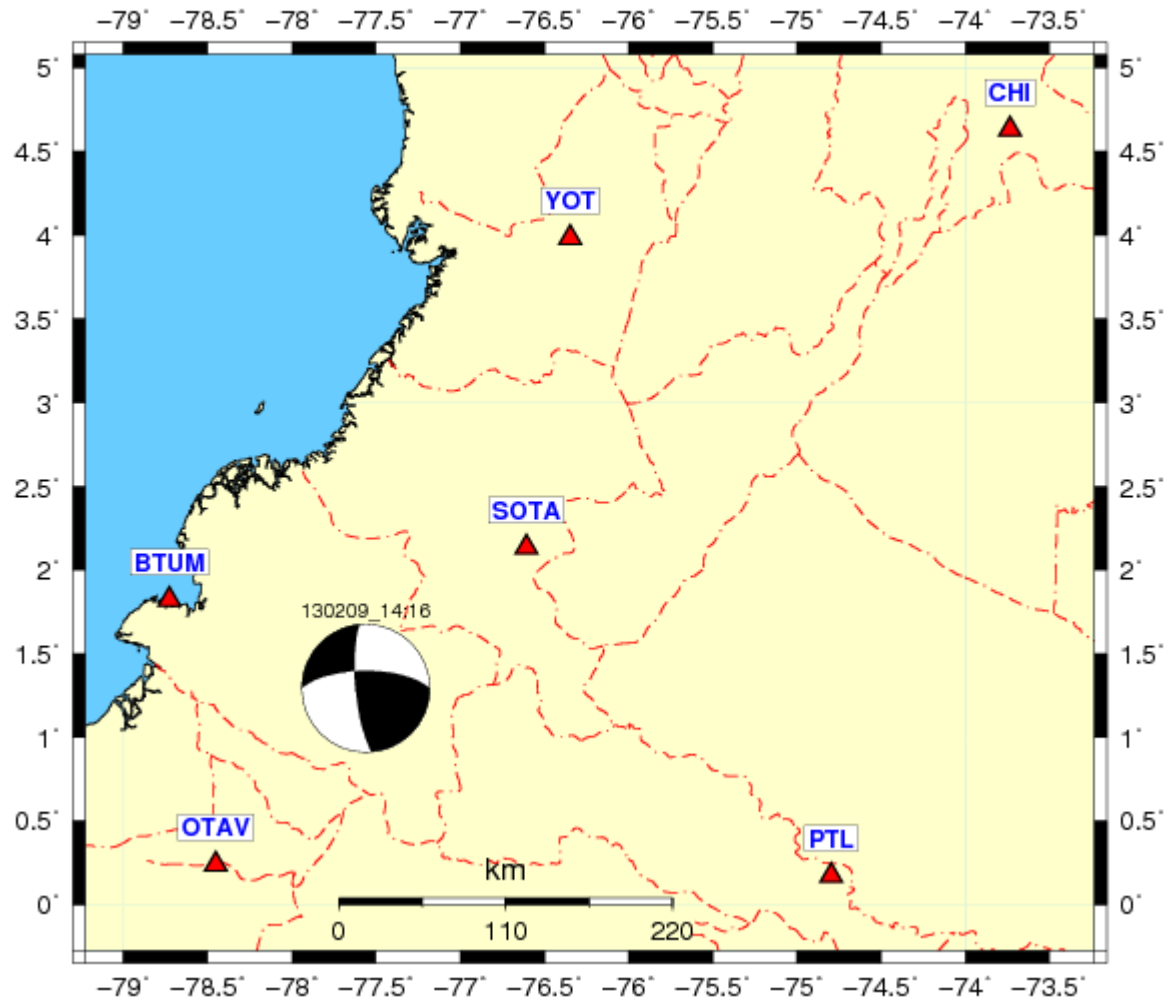 −79˚ −78.5˚ −78˚ −77.5˚ −77˚ −76.5˚ −76˚ −75.5˚ −75˚ −74.5˚ −74˚ −73.5˚
5˚ 5˚
CHI
4.5˚ 4.5˚
YOT
4˚ 4˚
3.5˚ 3.5˚
3˚ 3˚
2.5˚ 2.5˚
SOTA
2˚ 2˚
BTUM
130209_14:16
1.5˚ 1.5˚
1˚ 1˚
0.5˚ 0.5˚
OTAV
PTL
km
0˚ 0˚
0 110 220
−79˚ −78.5˚ −78˚ −77.5˚ −77˚ −76.5˚ −76˚ −75.5˚ −75˚ −74.5˚ −74˚ −73.5˚